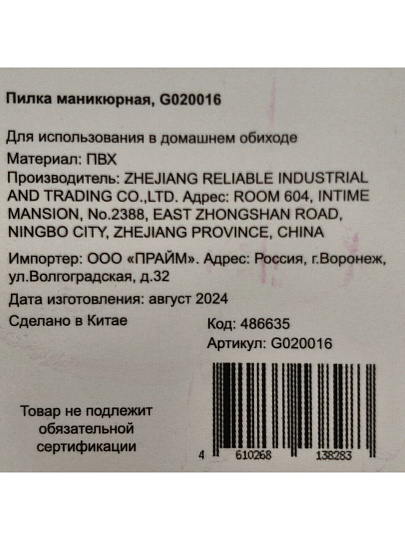 Пилка маникюрная, G020016
Для использования в домашнем обиходе
Материал: ПВХ
Производитель: ZHEJIANG RELIABLE INDUSTRIAL
AND TRADING CO.,LTD. Адрес: ROOM 604, INTIME
MANSION, No.2388, EAST ZHONGSHAN ROAD,
NINGBO CITY, ZHEJIANG PROVINCE, CHINA
Импортер: ООО «ПРАЙМ». Адрес: Россия, г.Воронеж,
ул.Волгоградская, д.32
Дата изготовления: август 2024
Сделано в Китае
Код: 486635
Артикул: G020016
Товар не подлежит
обязательной
сертификации
4 610268 138283